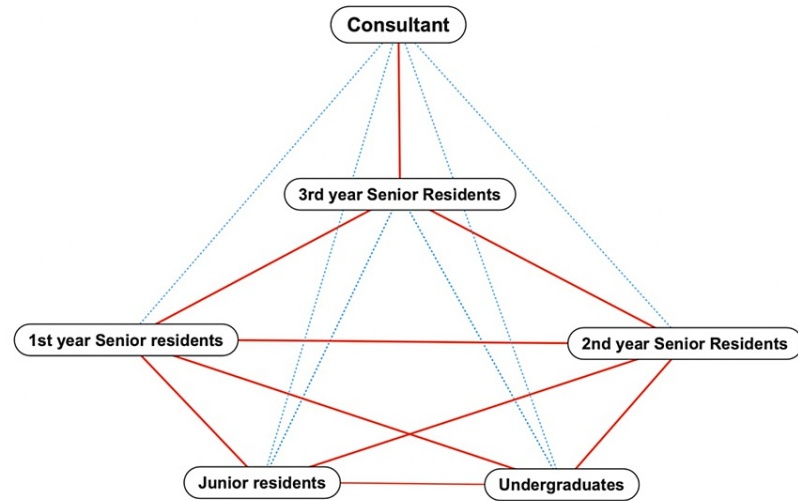 Consultant
3rd year Senior Residents
1st year Senior residents
2nd year Senior Residents
Junior residents
Undergraduates